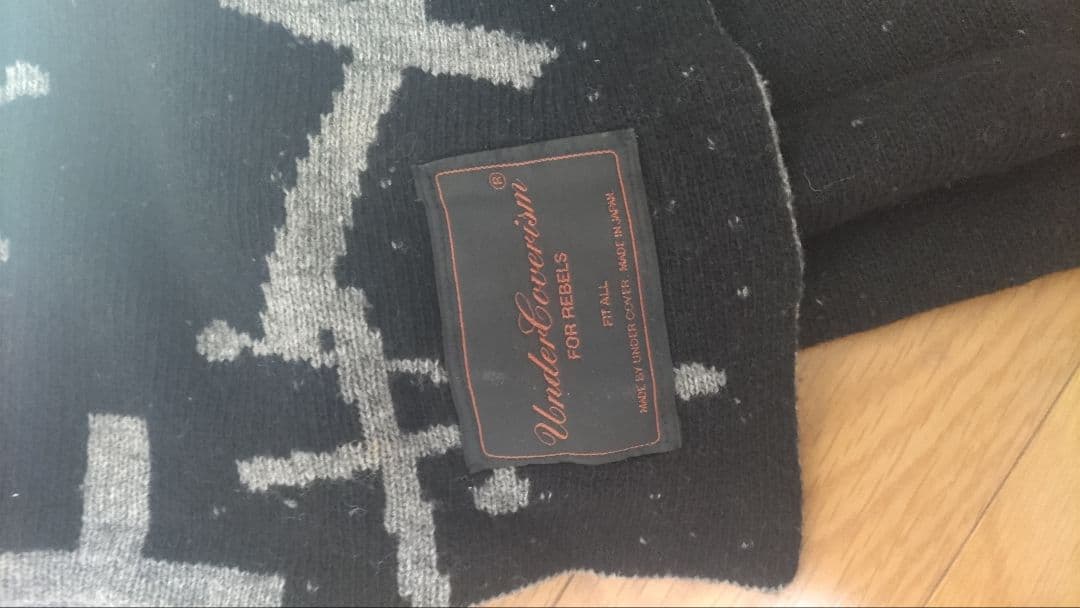 UnderCoverism®
FOR REBELS
FIT ALL
MADE BY UNDER COVER MADE IN JAPAN